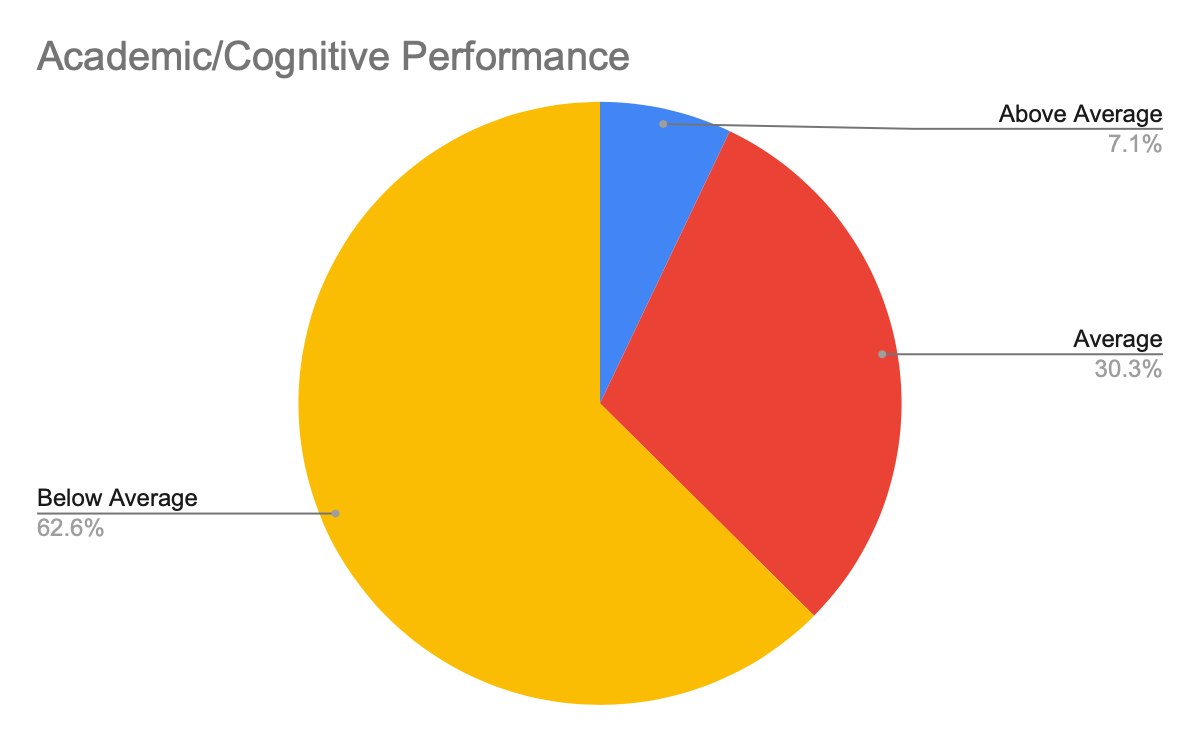 Academic/Cognitive Performance
Above Average
7.1%
Average
30.3%
Below Average
62.6%